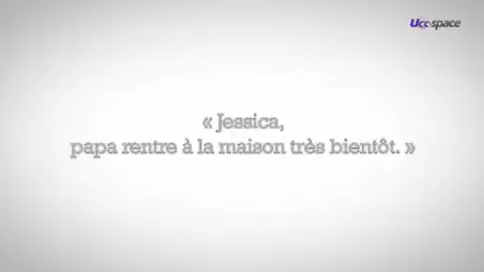 Ucc-space
« Jessica,
papa rentre à la maison très bientôt. »